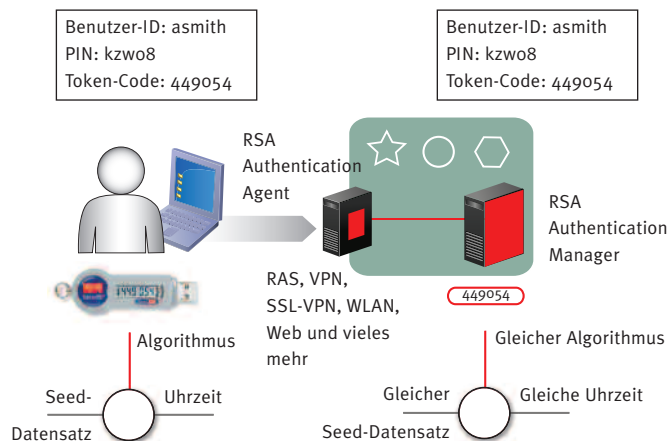 Benutzer-ID: asmith
PIN: kzwo8
Token-Code: 449054
Benutzer-ID: asmith
PIN: kzwo8
Token-Code: 449054
RSA
Authentication
Agent
RSA
Authentication
Manager
RAS, VPN,
SSL-VPN, WLAN,
Web und vieles
mehr
449054
449054
Algorithmus
Seed-
Datensatz
Uhrzeit
Gleicher Algorithmus
Gleicher
Seed-Datensatz
Gleiche Uhrzeit